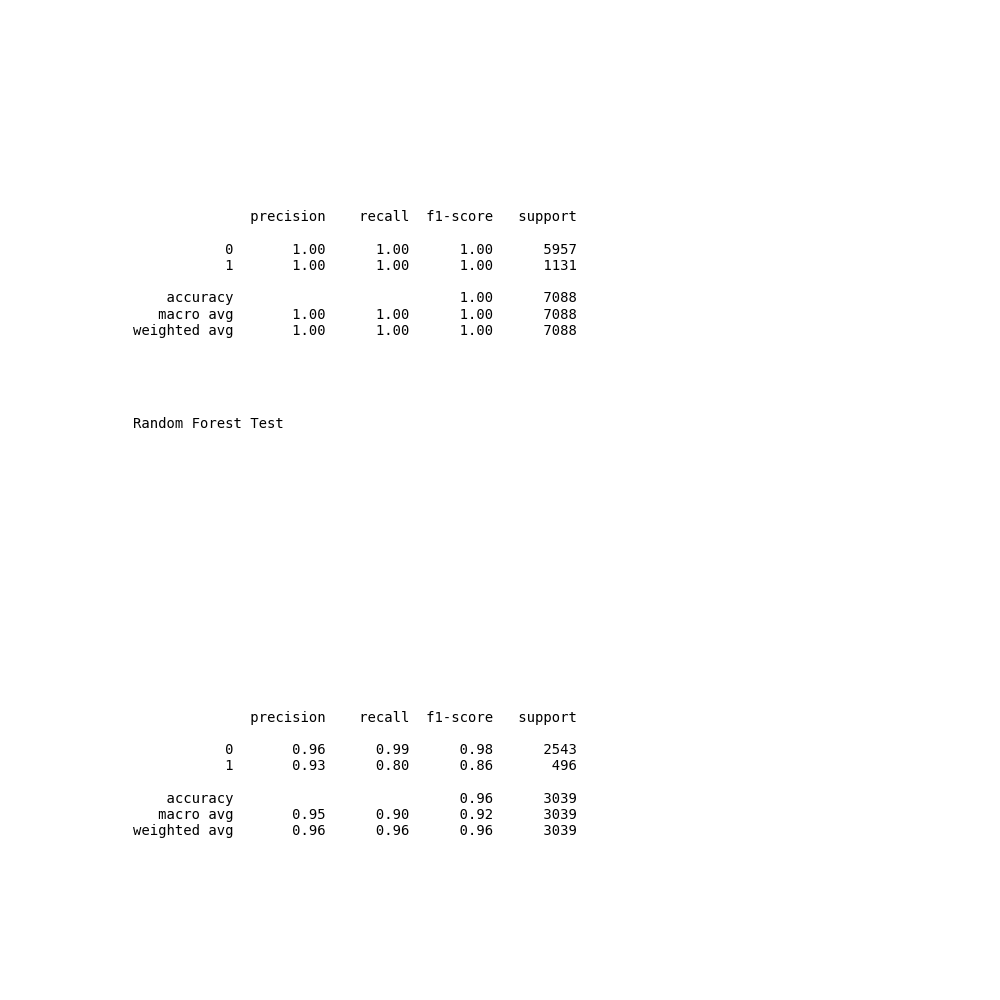 precision recall f1-score support
0 1.00 1.00 1.00 5957
1 1.00 1.00 1.00 1131
accuracy 1.00 7088
macro avg 1.00 1.00 1.00 7088
weighted avg 1.00 1.00 1.00 7088
Random Forest Test
precision recall f1-score support
0 0.96 0.99 0.98 2543
1 0.93 0.80 0.86 496
accuracy 0.96 3039
macro avg 0.95 0.90 0.92 3039
weighted avg 0.96 0.96 0.96 3039